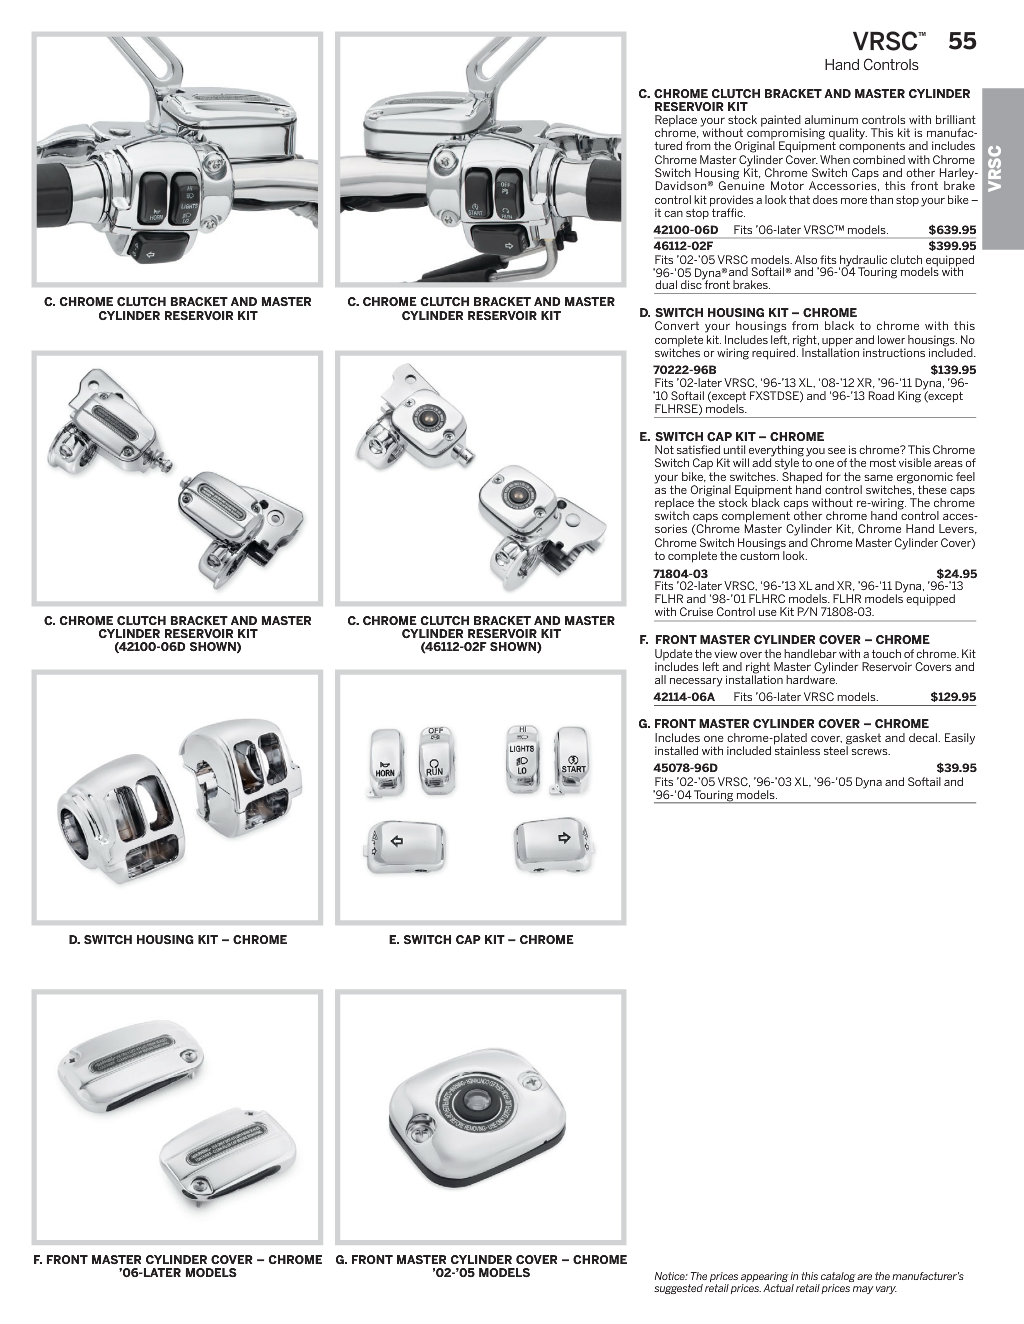 VRSC™ 55
Hand Controls
VRSC
HORN
HI
LIGHTS
LO
OFF
START
RUN
C. CHROME CLUTCH BRACKET AND MASTER
CYLINDER RESERVOIR KIT
C. CHROME CLUTCH BRACKET AND MASTER
CYLINDER RESERVOIR KIT
C. CHROME CLUTCH BRACKET AND MASTER
CYLINDER RESERVOIR KIT
(42100-06D SHOWN)
C. CHROME CLUTCH BRACKET AND MASTER
CYLINDER RESERVOIR KIT
(46112-02F SHOWN)
HORN
OFF
RUN
HI
LIGHTS
LO
START
D. SWITCH HOUSING KIT – CHROME
E. SWITCH CAP KIT – CHROME
F. FRONT MASTER CYLINDER COVER – CHROME
’06-LATER MODELS
G. FRONT MASTER CYLINDER COVER – CHROME
’02-’05 MODELS
C. CHROME CLUTCH BRACKET AND MASTER CYLINDER
RESERVOIR KIT
Replace your stock painted aluminum controls with brilliant
chrome, without compromising quality. This kit is manufac-
tured from the Original Equipment components and includes
Chrome Master Cylinder Cover. When combined with Chrome
Switch Housing Kit, Chrome Switch Caps and other Harley-
Davidson® Genuine Motor Accessories, this front brake
control kit provides a look that does more than stop your bike –
it can stop traffic.
42100-06D Fits ’06-later VRSC™ models. $639.95
46112-02F $399.95
Fits ’02-’05 VRSC models. Also fits hydraulic clutch equipped
’96-’05 Dyna® and Softail® and ’96-’04 Touring models with
dual disc front brakes.
D. SWITCH HOUSING KIT – CHROME
Convert your housings from black to chrome with this
complete kit. Includes left, right, upper and lower housings. No
switches or wiring required. Installation instructions included.
70222-96B $139.95
Fits ’02-later VRSC, ’96-’13 XL, ’08-’12 XR, ’96-’11 Dyna, ’96-
’10 Softail (except FXSTDSE) and ’96-’13 Road King (except
FLHRSE) models.
E. SWITCH CAP KIT – CHROME
Not satisfied until everything you see is chrome? This Chrome
Switch Cap Kit will add style to one of the most visible areas of
your bike, the switches. Shaped for the same ergonomic feel
as the Original Equipment hand control switches, these caps
replace the stock black caps without re-wiring. The chrome
switch caps complement other chrome hand control acces-
sories (Chrome Master Cylinder Kit, Chrome Hand Levers,
Chrome Switch Housings and Chrome Master Cylinder Cover)
to complete the custom look.
71804-03 $24.95
Fits ’02-later VRSC, ’96-’13 XL and XR, ’96-’11 Dyna, ’96-’13
FLHR and ’98-’01 FLHRC models. FLHR models equipped
with Cruise Control use Kit P/N 71808-03.
F. FRONT MASTER CYLINDER COVER – CHROME
Update the view over the handlebar with a touch of chrome. Kit
includes left and right Master Cylinder Reservoir Covers and
all necessary installation hardware.
42114-06A Fits ’06-later VRSC models. $129.95
G. FRONT MASTER CYLINDER COVER – CHROME
Includes one chrome-plated cover, gasket and decal. Easily
installed with included stainless steel screws.
45078-96D $39.95
Fits ’02-’05 VRSC, ’96-’03 XL, ’96-’05 Dyna and Softail and
’96-’04 Touring models.
Notice: The prices appearing in this catalog are the manufacturer’s
suggested retail prices. Actual retail prices may vary.